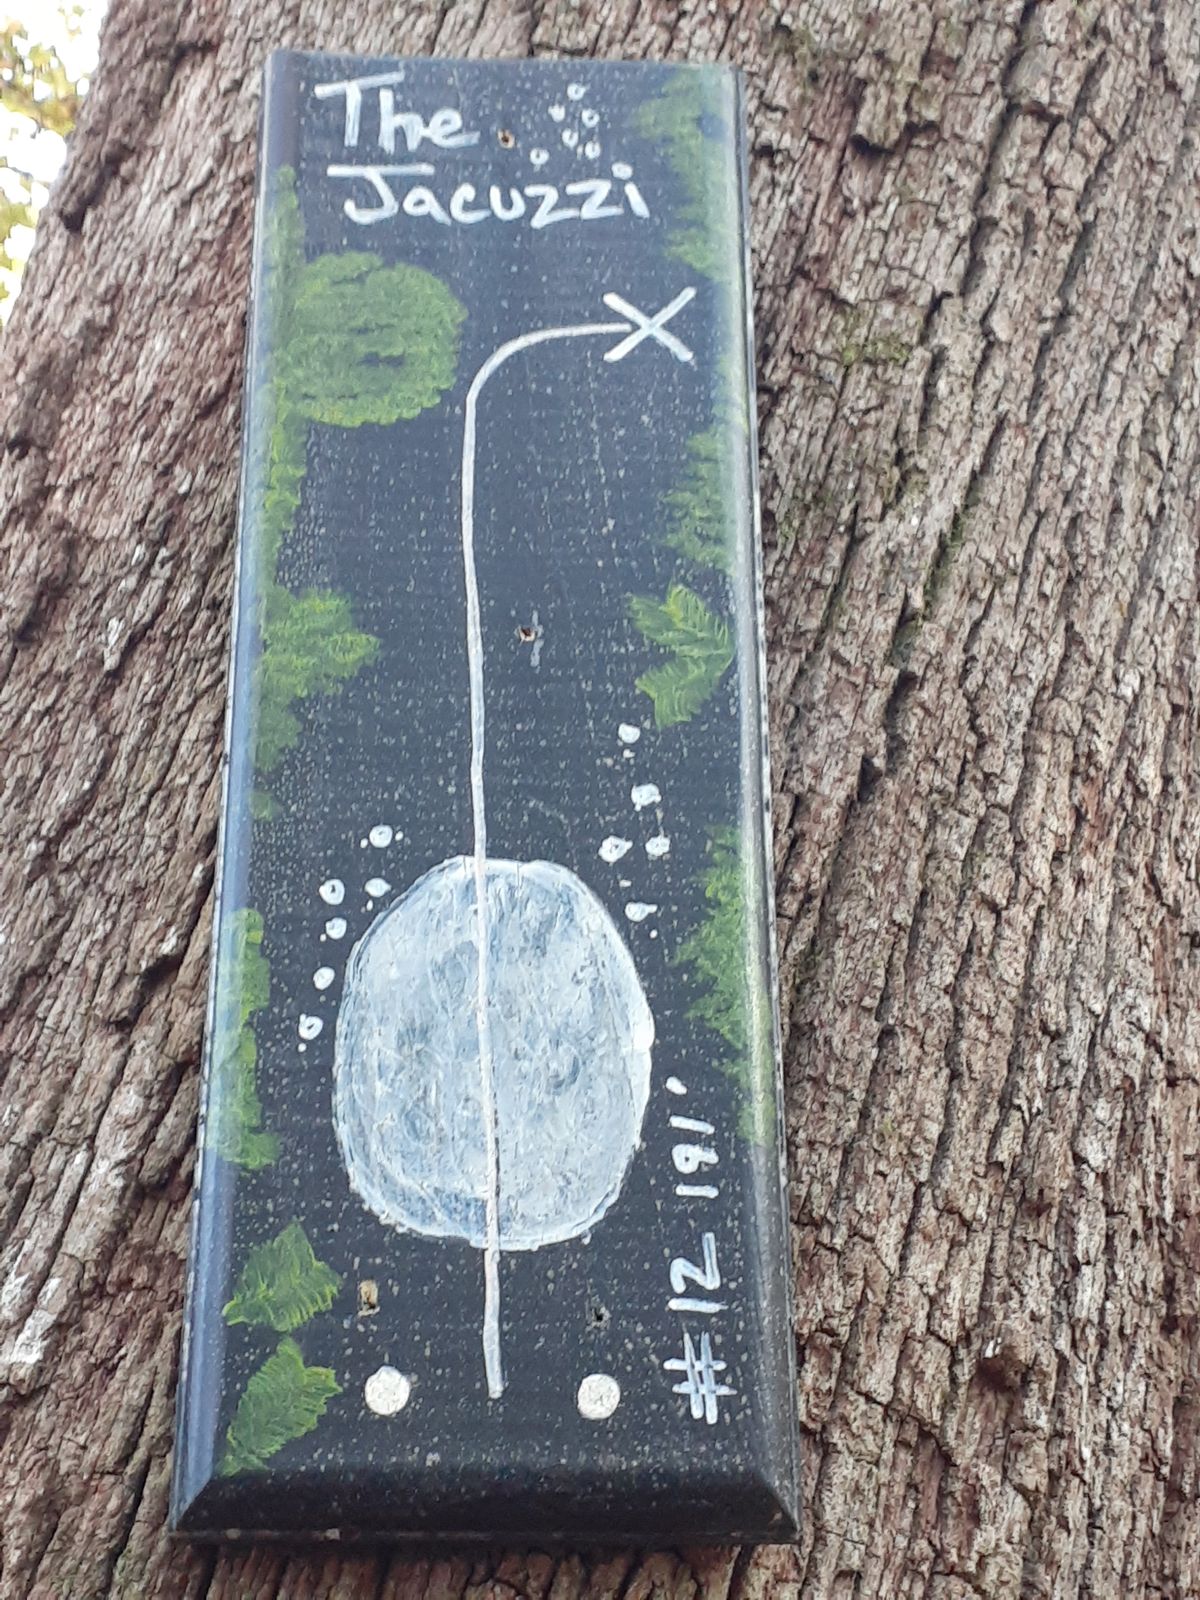 The
Jacuzzi
X
#12 191'